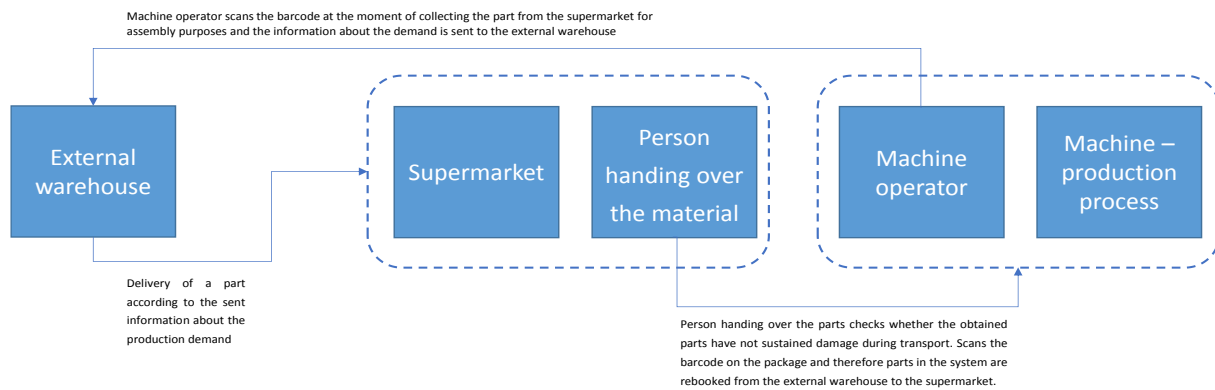 Machine operator scans the barcode at the moment of collecting the part from the supermarket for
assembly purposes and the information about the demand is sent to the external warehouse
External
warehouse
Supermarket
Person
handing over
the material
Machine
operator
Machine –
production
process
Delivery of a part
according to the sent
information about the
production demand
Person handing over the parts checks whether the obtained
parts have not sustained damage during transport. Scans the
barcode on the package and therefore parts in the system are
rebooked from the external warehouse to the supermarket.